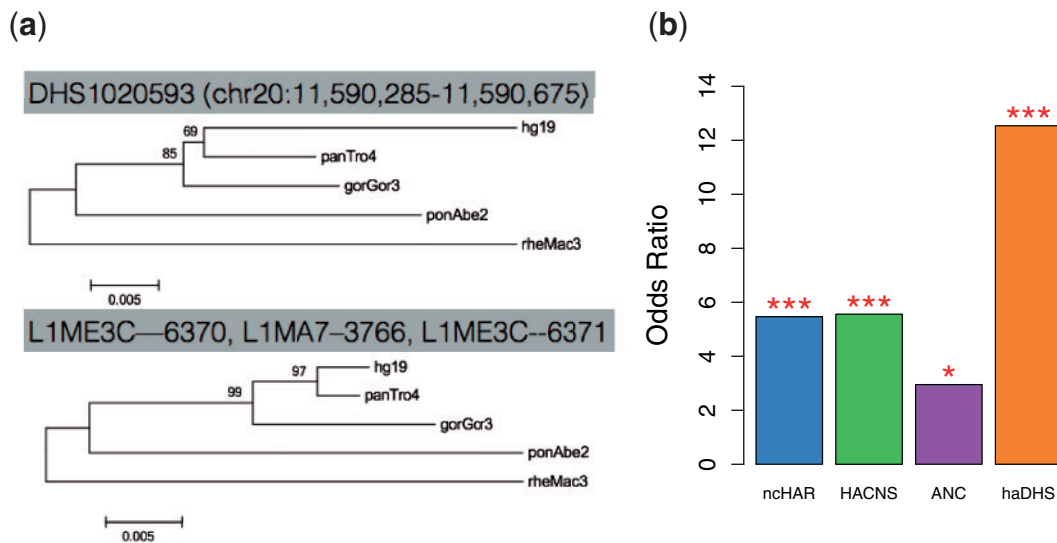 (a)
DHS1020593 (chr20:11,590,285-11,590,675)
hg19
69
panTro4
85
gorGor3
ponAbe2
rheMac3
0.005
L1ME3C—6370, L1MA7–3766, L1ME3C--6371
hg19
97
panTro4
99
gorGor3
ponAbe2
rheMac3
0.005
(b)
Odds Ratio
14
12
10
8
6
4
2
0
***
***
*
***
ncHAR
HACNS
ANC
haDHS